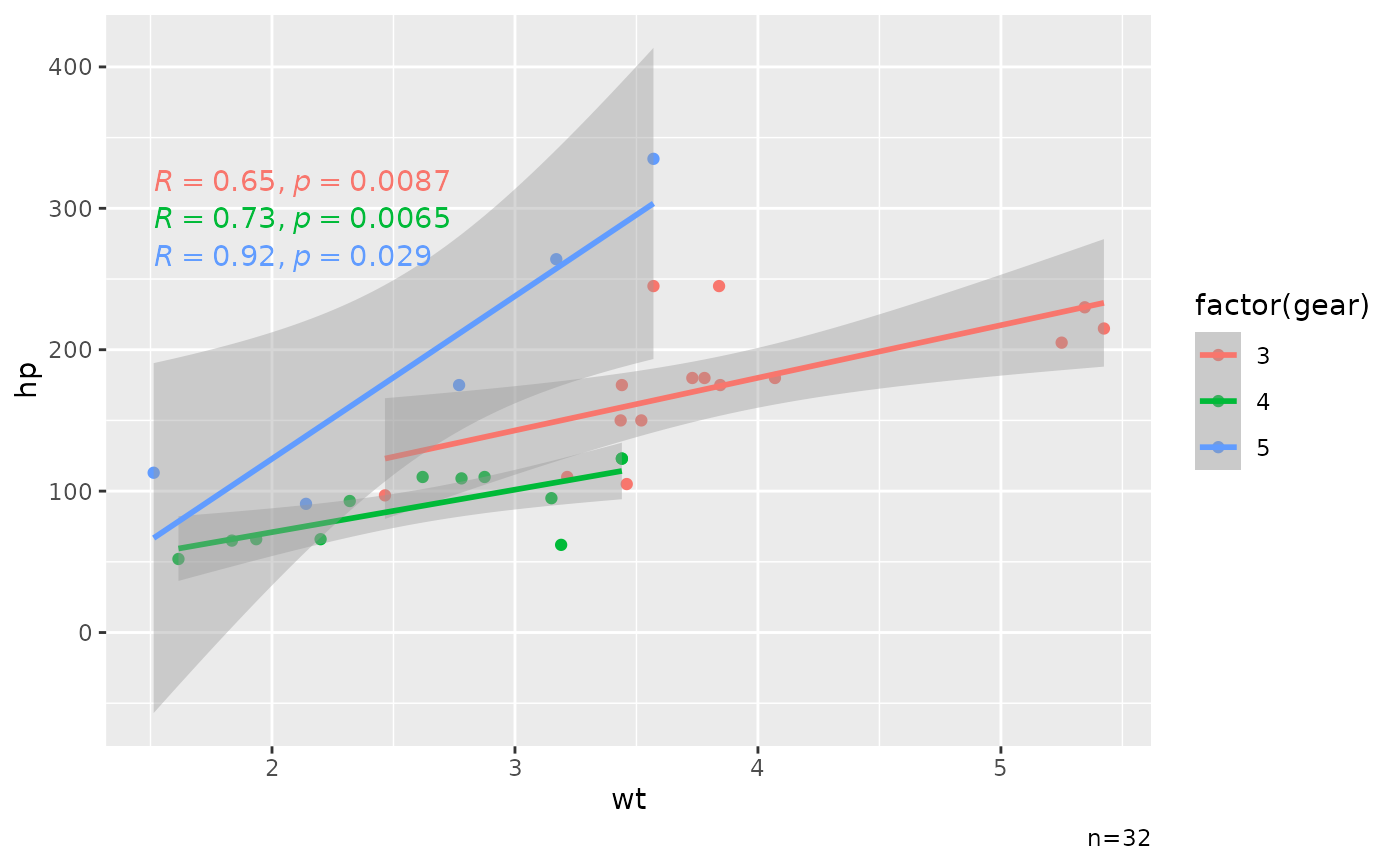 400
300
200
100
0
hp
R = 0.65, p = 0.0087
R = 0.73, p = 0.0065
R = 0.92, p = 0.029
2 3 4 5
wt
factor(gear)
3
4
5
n=32